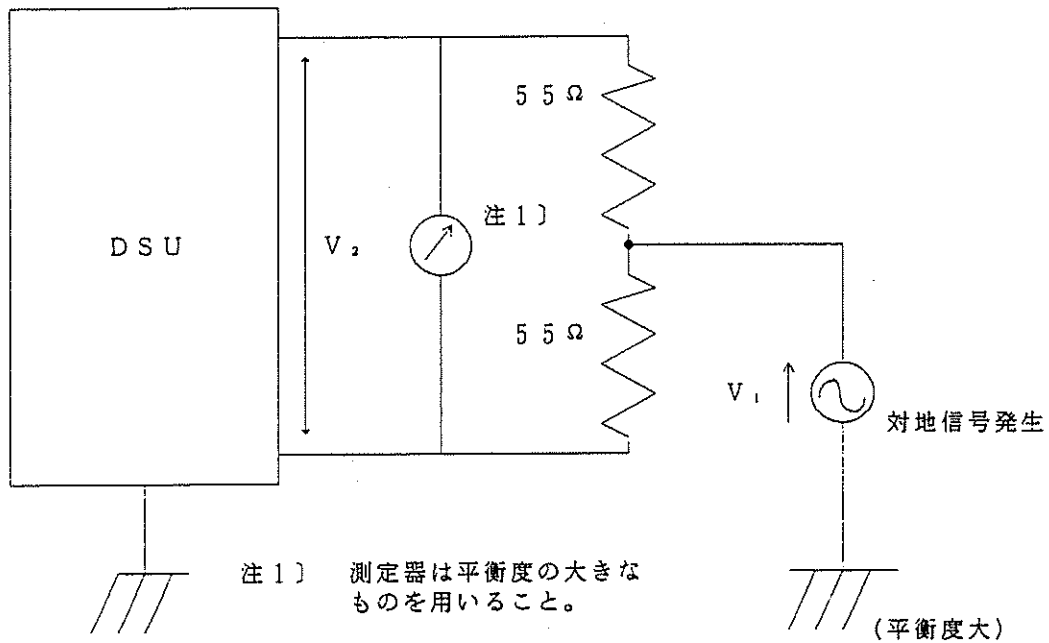 55Ω
注1〕
DSU
V₂
55Ω
V₁
対地信号発生
注1〕 測定器は平衡度の大きな
ものを用いること。
(平衡度大)